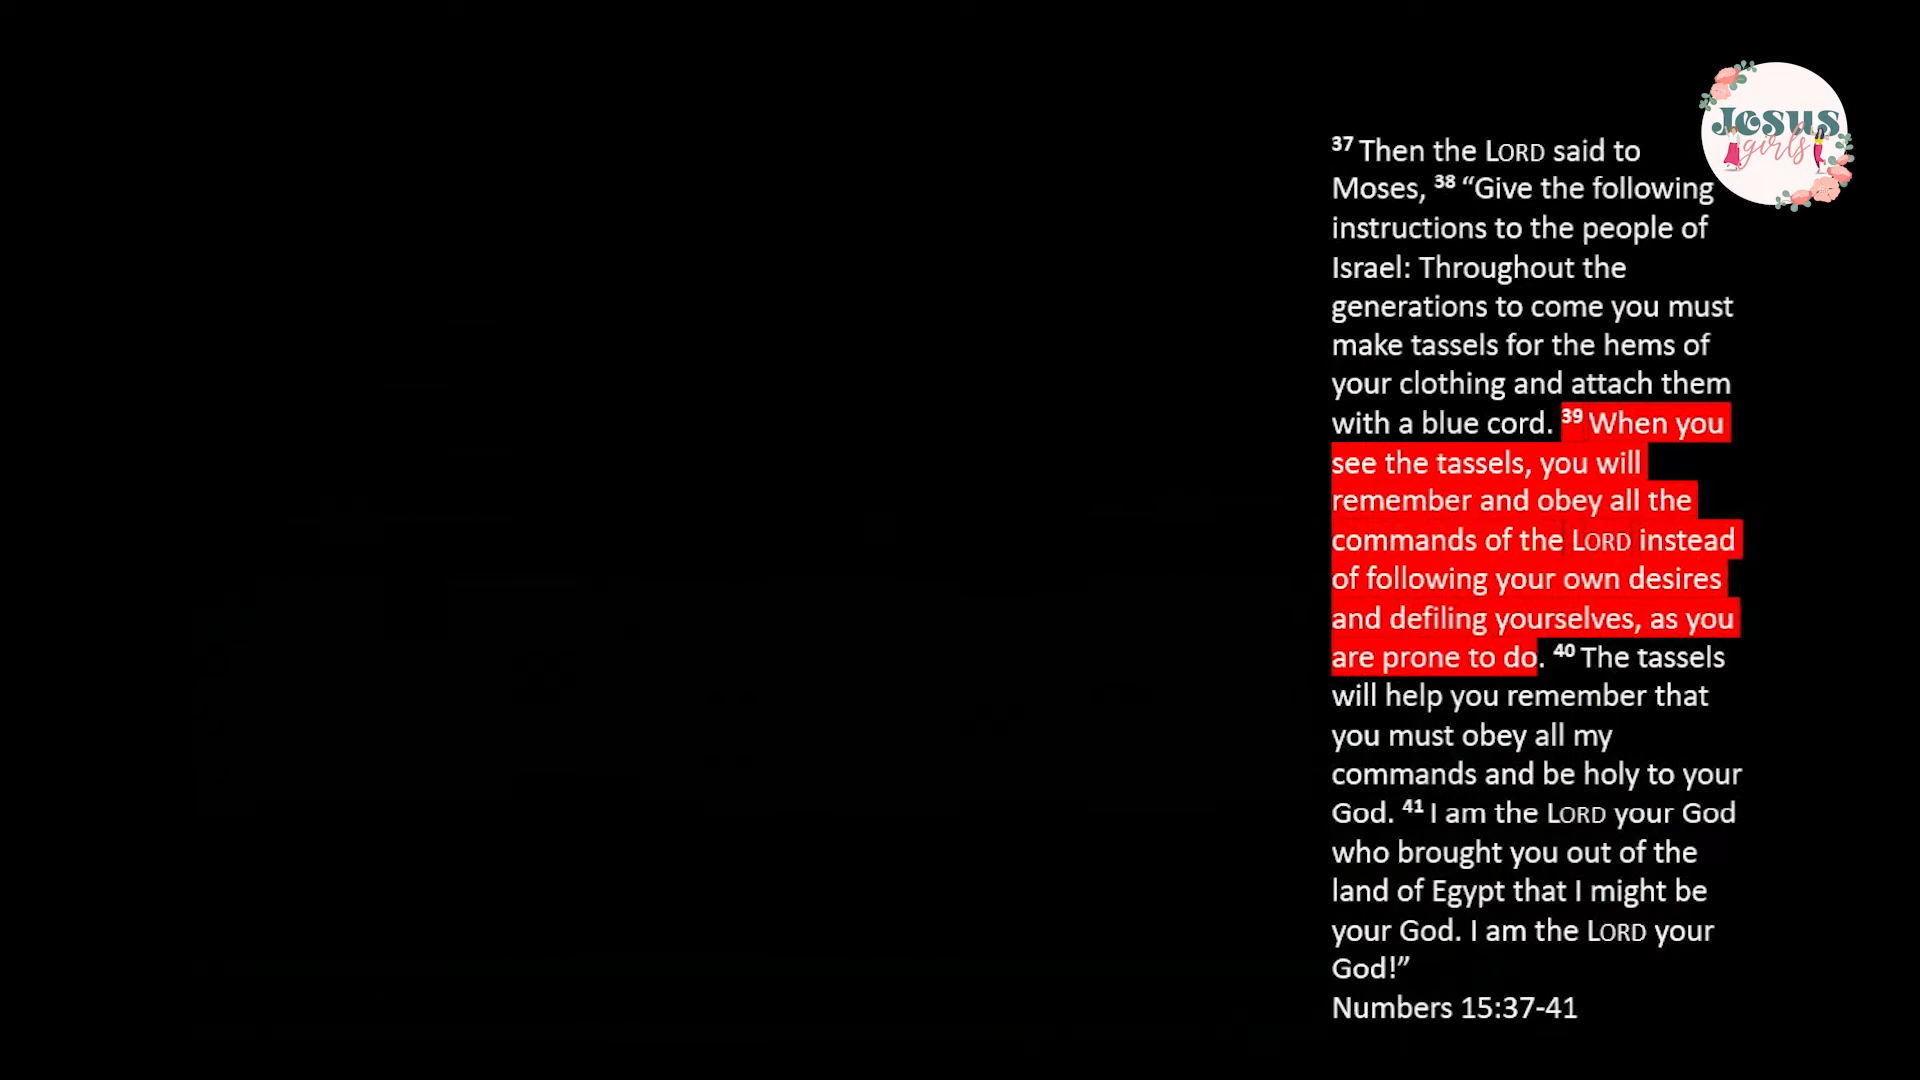 Jesus
girls
³⁷ Then the LORD said to
Moses, ³⁸ “Give the following
instructions to the people of
Israel: Throughout the
generations to come you must
make tassels for the hems of
your clothing and attach them
with a blue cord. ³⁹ When you
see the tassels, you will
remember and obey all the
commands of the LORD instead
of following your own desires
and defiling yourselves, as you
are prone to do. ⁴⁰ The tassels
will help you remember that
you must obey all my
commands and be holy to your
God. ⁴¹ I am the LORD your God
who brought you out of the
land of Egypt that I might be
your God. I am the LORD your
God!”
Numbers 15:37-41